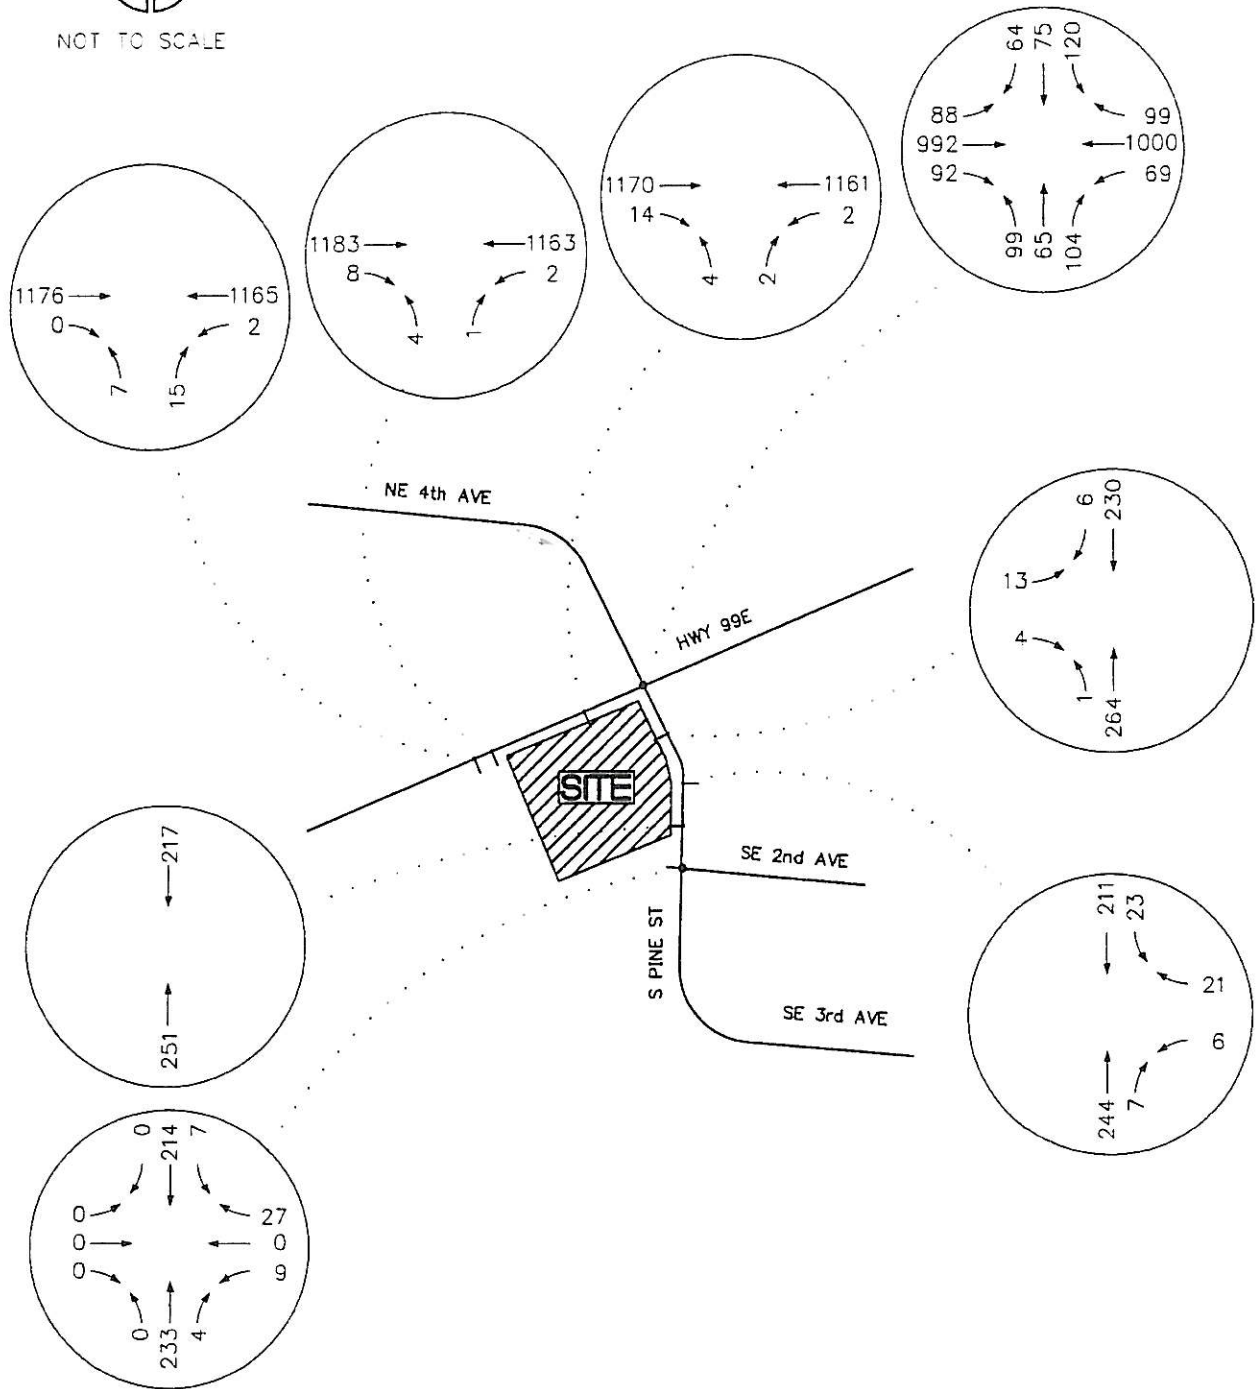 NOT TO SCALE
64 75 120
88 99
992 1000
92 69
99 65 104
1170 1161
14 2
4 2
1183 1163
8 2
4 1
1176 1165
0 2
7 15
NE 4th AVE
HWY 99E
6 230
13
4
1 264
SITE
SE 2nd AVE
S PINE ST
SE 3rd AVE
217
251
211 23
21
6
244 7
0 214 7
0 27
0 0
0 9
0 233 4